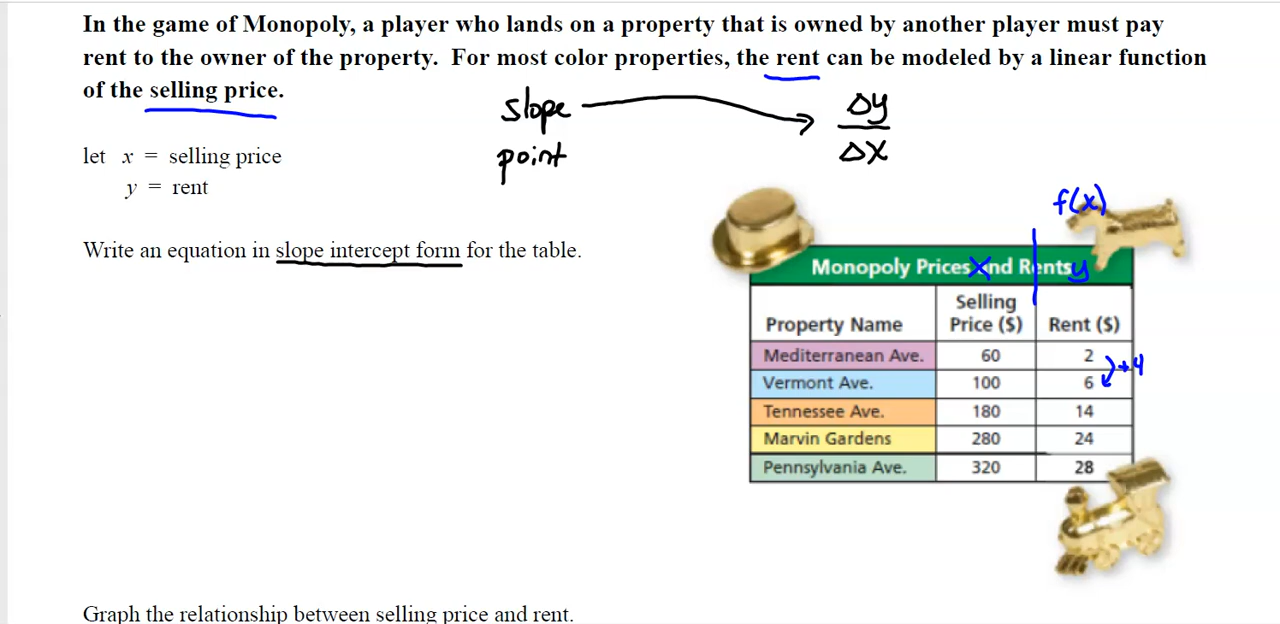 In the game of Monopoly, a player who lands on a property that is owned by another player must pay
rent to the owner of the property. For most color properties, the rent can be modeled by a linear function
of the selling price.
slope
Δy
ΔX
point
let x = selling price
y = rent
f(x)
Write an equation in slope intercept form for the table.
Monopoly Prices and Rents
x
y
Property Name Selling Price ($) Rent ($)
Mediterranean Ave. 60 2
+4
Vermont Ave. 100 6
Tennessee Ave. 180 14
Marvin Gardens 280 24
Pennsylvania Ave. 320 28
Graph the relationship between selling price and rent.